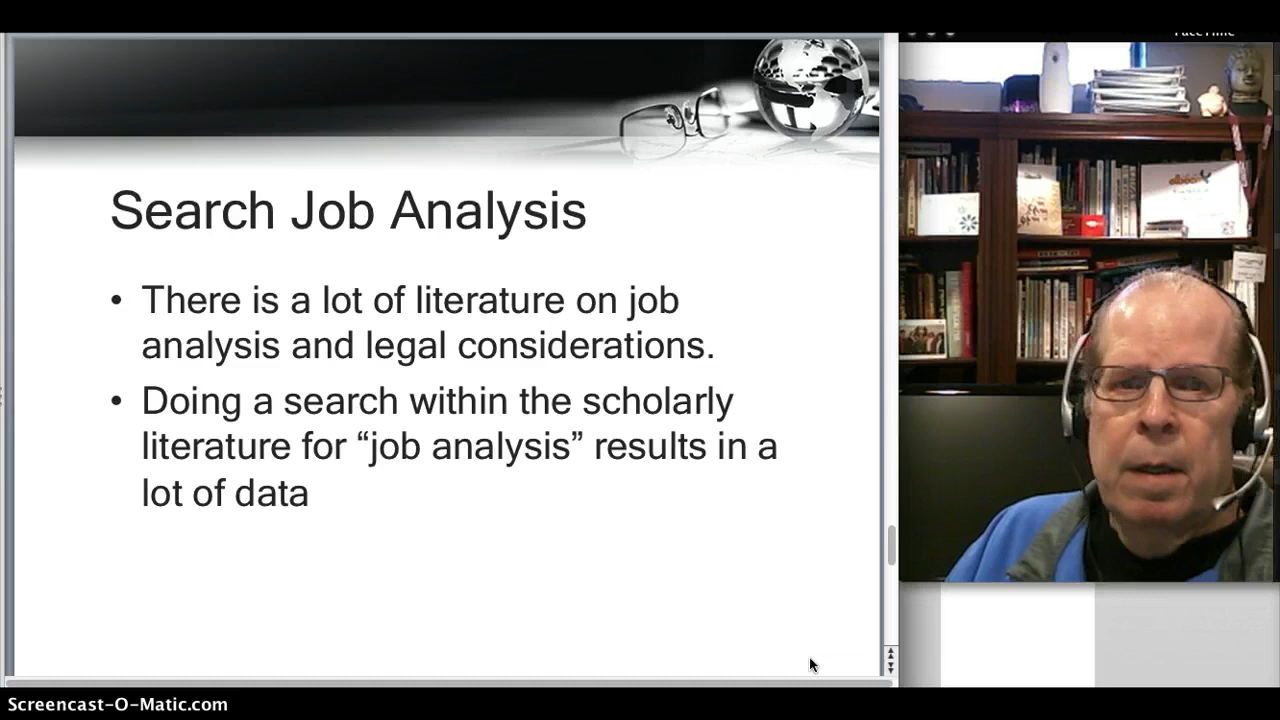 Search Job Analysis
• There is a lot of literature on job
analysis and legal considerations.
• Doing a search within the scholarly
literature for “job analysis” results in a
lot of data
Screencast-O-Matic.com